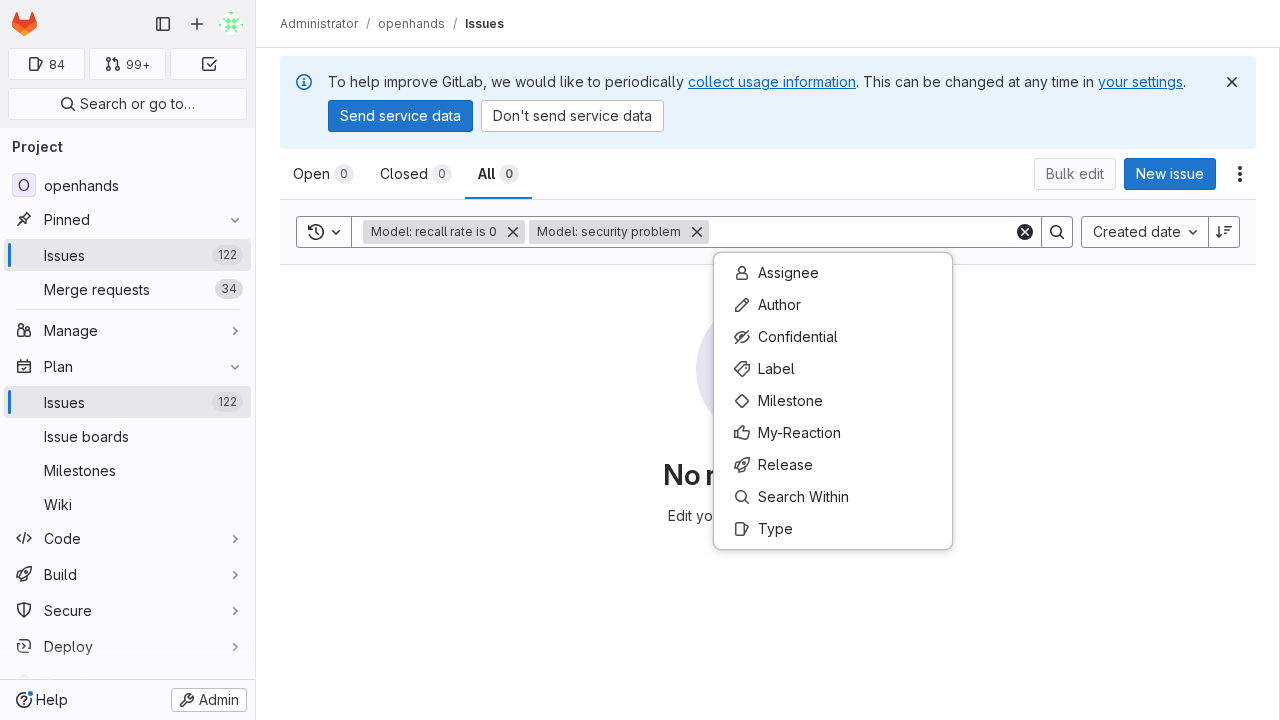 Administrator / openhands / Issues
84
99+
Search or go to…
Project
O openhands
Pinned
Issues 122
Merge requests 34
Manage
Plan
Issues 122
Issue boards
Milestones
Wiki
Code
Build
Secure
Deploy
Help
Admin
To help improve GitLab, we would like to periodically collect usage information. This can be changed at any time in your settings.
Send service data
Don't send service data
Open 0
Closed 0
All 0
Bulk edit
New issue
Model: recall rate is 0
Model: security problem
Created date
Assignee
Author
Confidential
Label
Milestone
My-Reaction
Release
Search Within
Type
No
Edit